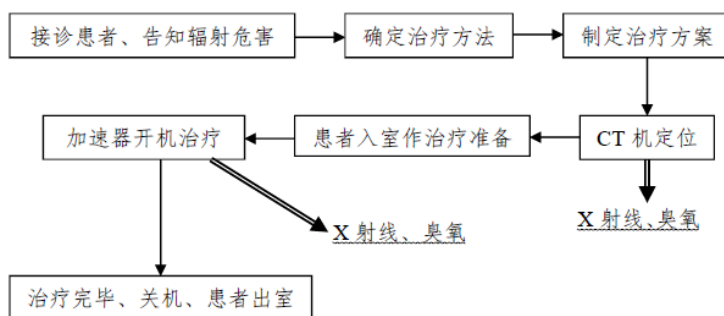 接诊患者、告知辐射危害
确定治疗方法
制定治疗方案
加速器开机治疗
患者入室作治疗准备
CT 机定位
X 射线、臭氧
X 射线、臭氧
治疗完毕、关机、患者出室